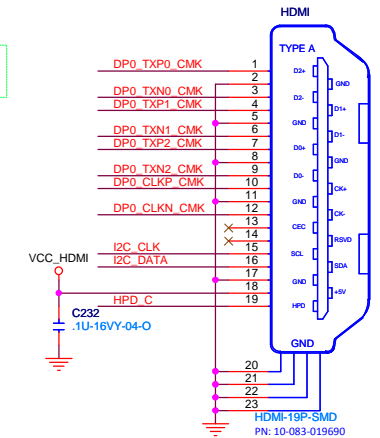 HDMI
TYPE A
DP0_TXP0_CMK 1 D2+
2 GND
DP0_TXN0_CMK 3 D2-
DP0_TXP1_CMK 4 D1+
5 GND
DP0_TXN1_CMK 6 D1-
DP0_TXP2_CMK 7 D0+
8 GND
DP0_TXN2_CMK 9 D0-
DP0_CLKP_CMK 10 CK+
11 GND
DP0_CLKN_CMK 12 CK-
13 CEC
14 RSVD
I2C_CLK 15 SCL
I2C_DATA 16 SDA
VCC_HDMI
17 GND
18 +5V
HPD_C 19 HPD
C232
.1U-16VY-04-O
GND
20
21
22
23
HDMI-19P-SMD
PN: 10-083-019690